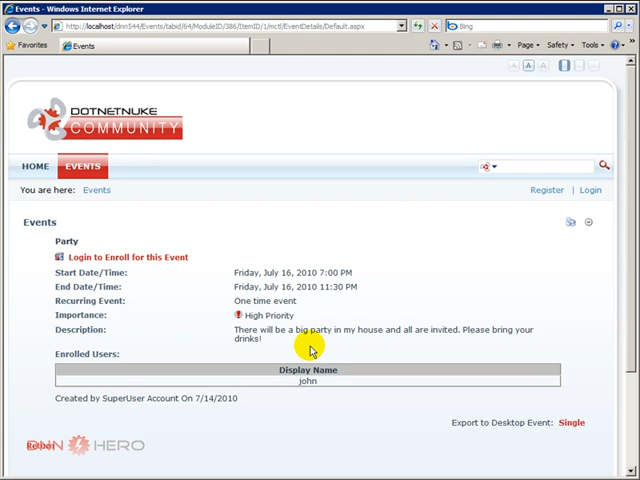 Events - Windows Internet Explorer
http://localhost/dnn544/Events/tabid/64/ModuleID/386/ItemID/1/mctl/EventDetails/Default.aspx
Bing
Favorites
Events
Page
Safety
Tools
A A A
DOTNETNUKE
COMMUNITY
HOME EVENTS
You are here: Events
Register | Login
Events
Party
Login to Enroll for this Event
Start Date/Time: Friday, July 16, 2010 7:00 PM
End Date/Time: Friday, July 16, 2010 11:30 PM
Recurring Event: One time event
Importance: High Priority
Description: There will be a big party in my house and all are invited. Please bring your
drinks!
Enrolled Users:
Display Name
john
Created by SuperUser Account On 7/14/2010
Export to Desktop Event: Single
Return
DNN HERO